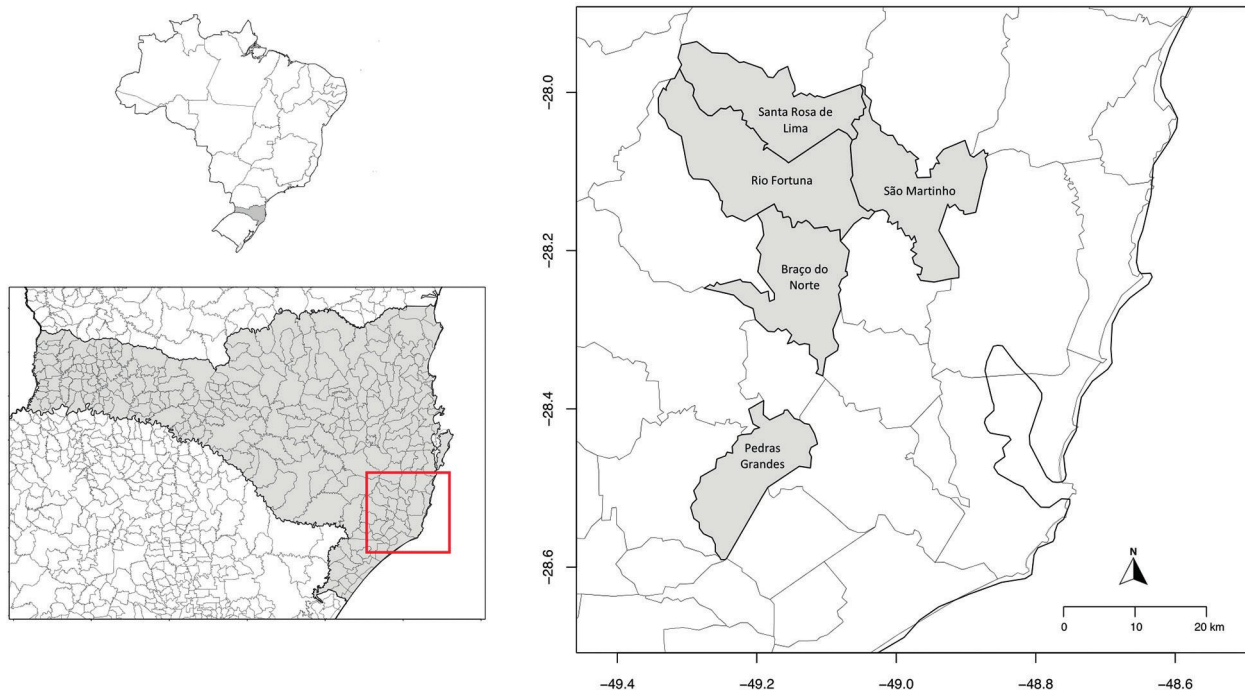 −28.0
−28.2
−28.4
−28.6
Santa Rosa de
Lima
Rio Fortuna
São Martinho
Braço do
Norte
Pedras
Grandes
N
0 10 20 km
−49.4 −49.2 −49.0 −48.8 −48.6